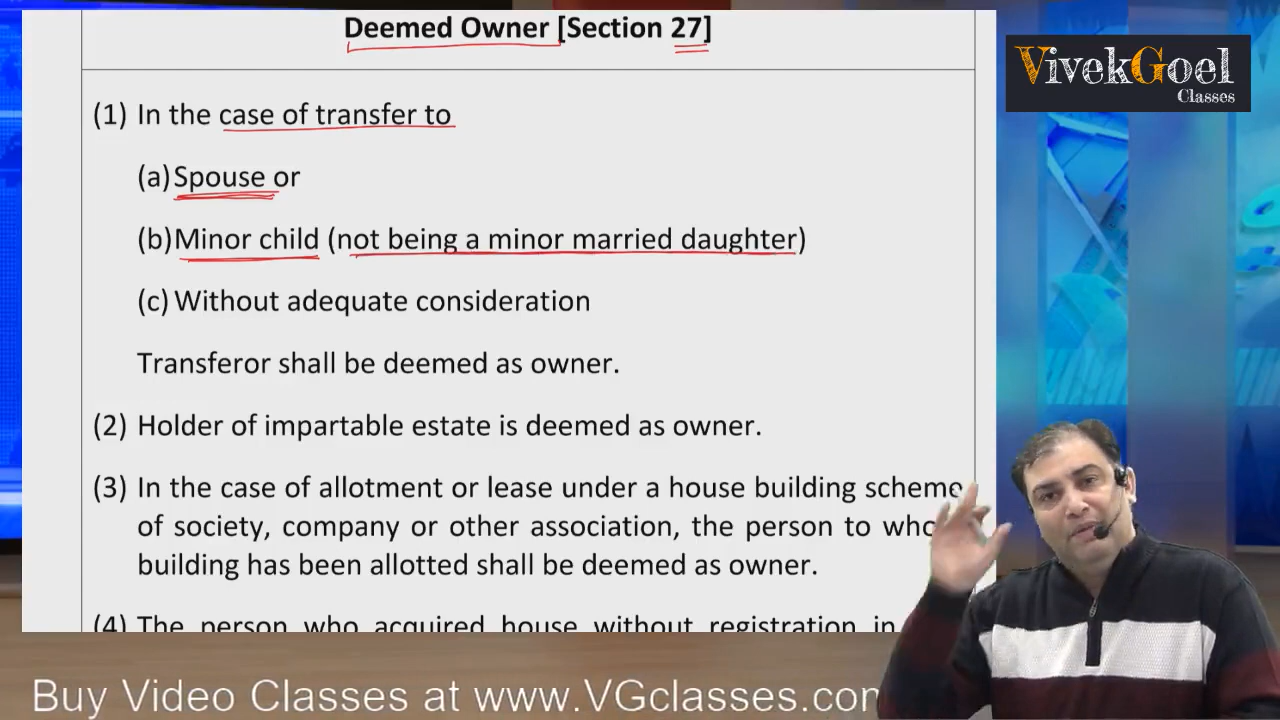 Deemed Owner [Section 27]
VivekGoel
Classes
(1) In the case of transfer to
(a) Spouse or
(b) Minor child (not being a minor married daughter)
(c) Without adequate consideration
Transferor shall be deemed as owner.
(2) Holder of impartable estate is deemed as owner.
(3) In the case of allotment or lease under a house building scheme
of society, company or other association, the person to
building has been allotted shall be deemed as owner.
(4) The person who acquired house without registration in
Buy Video Classes at www.VGclasses.com